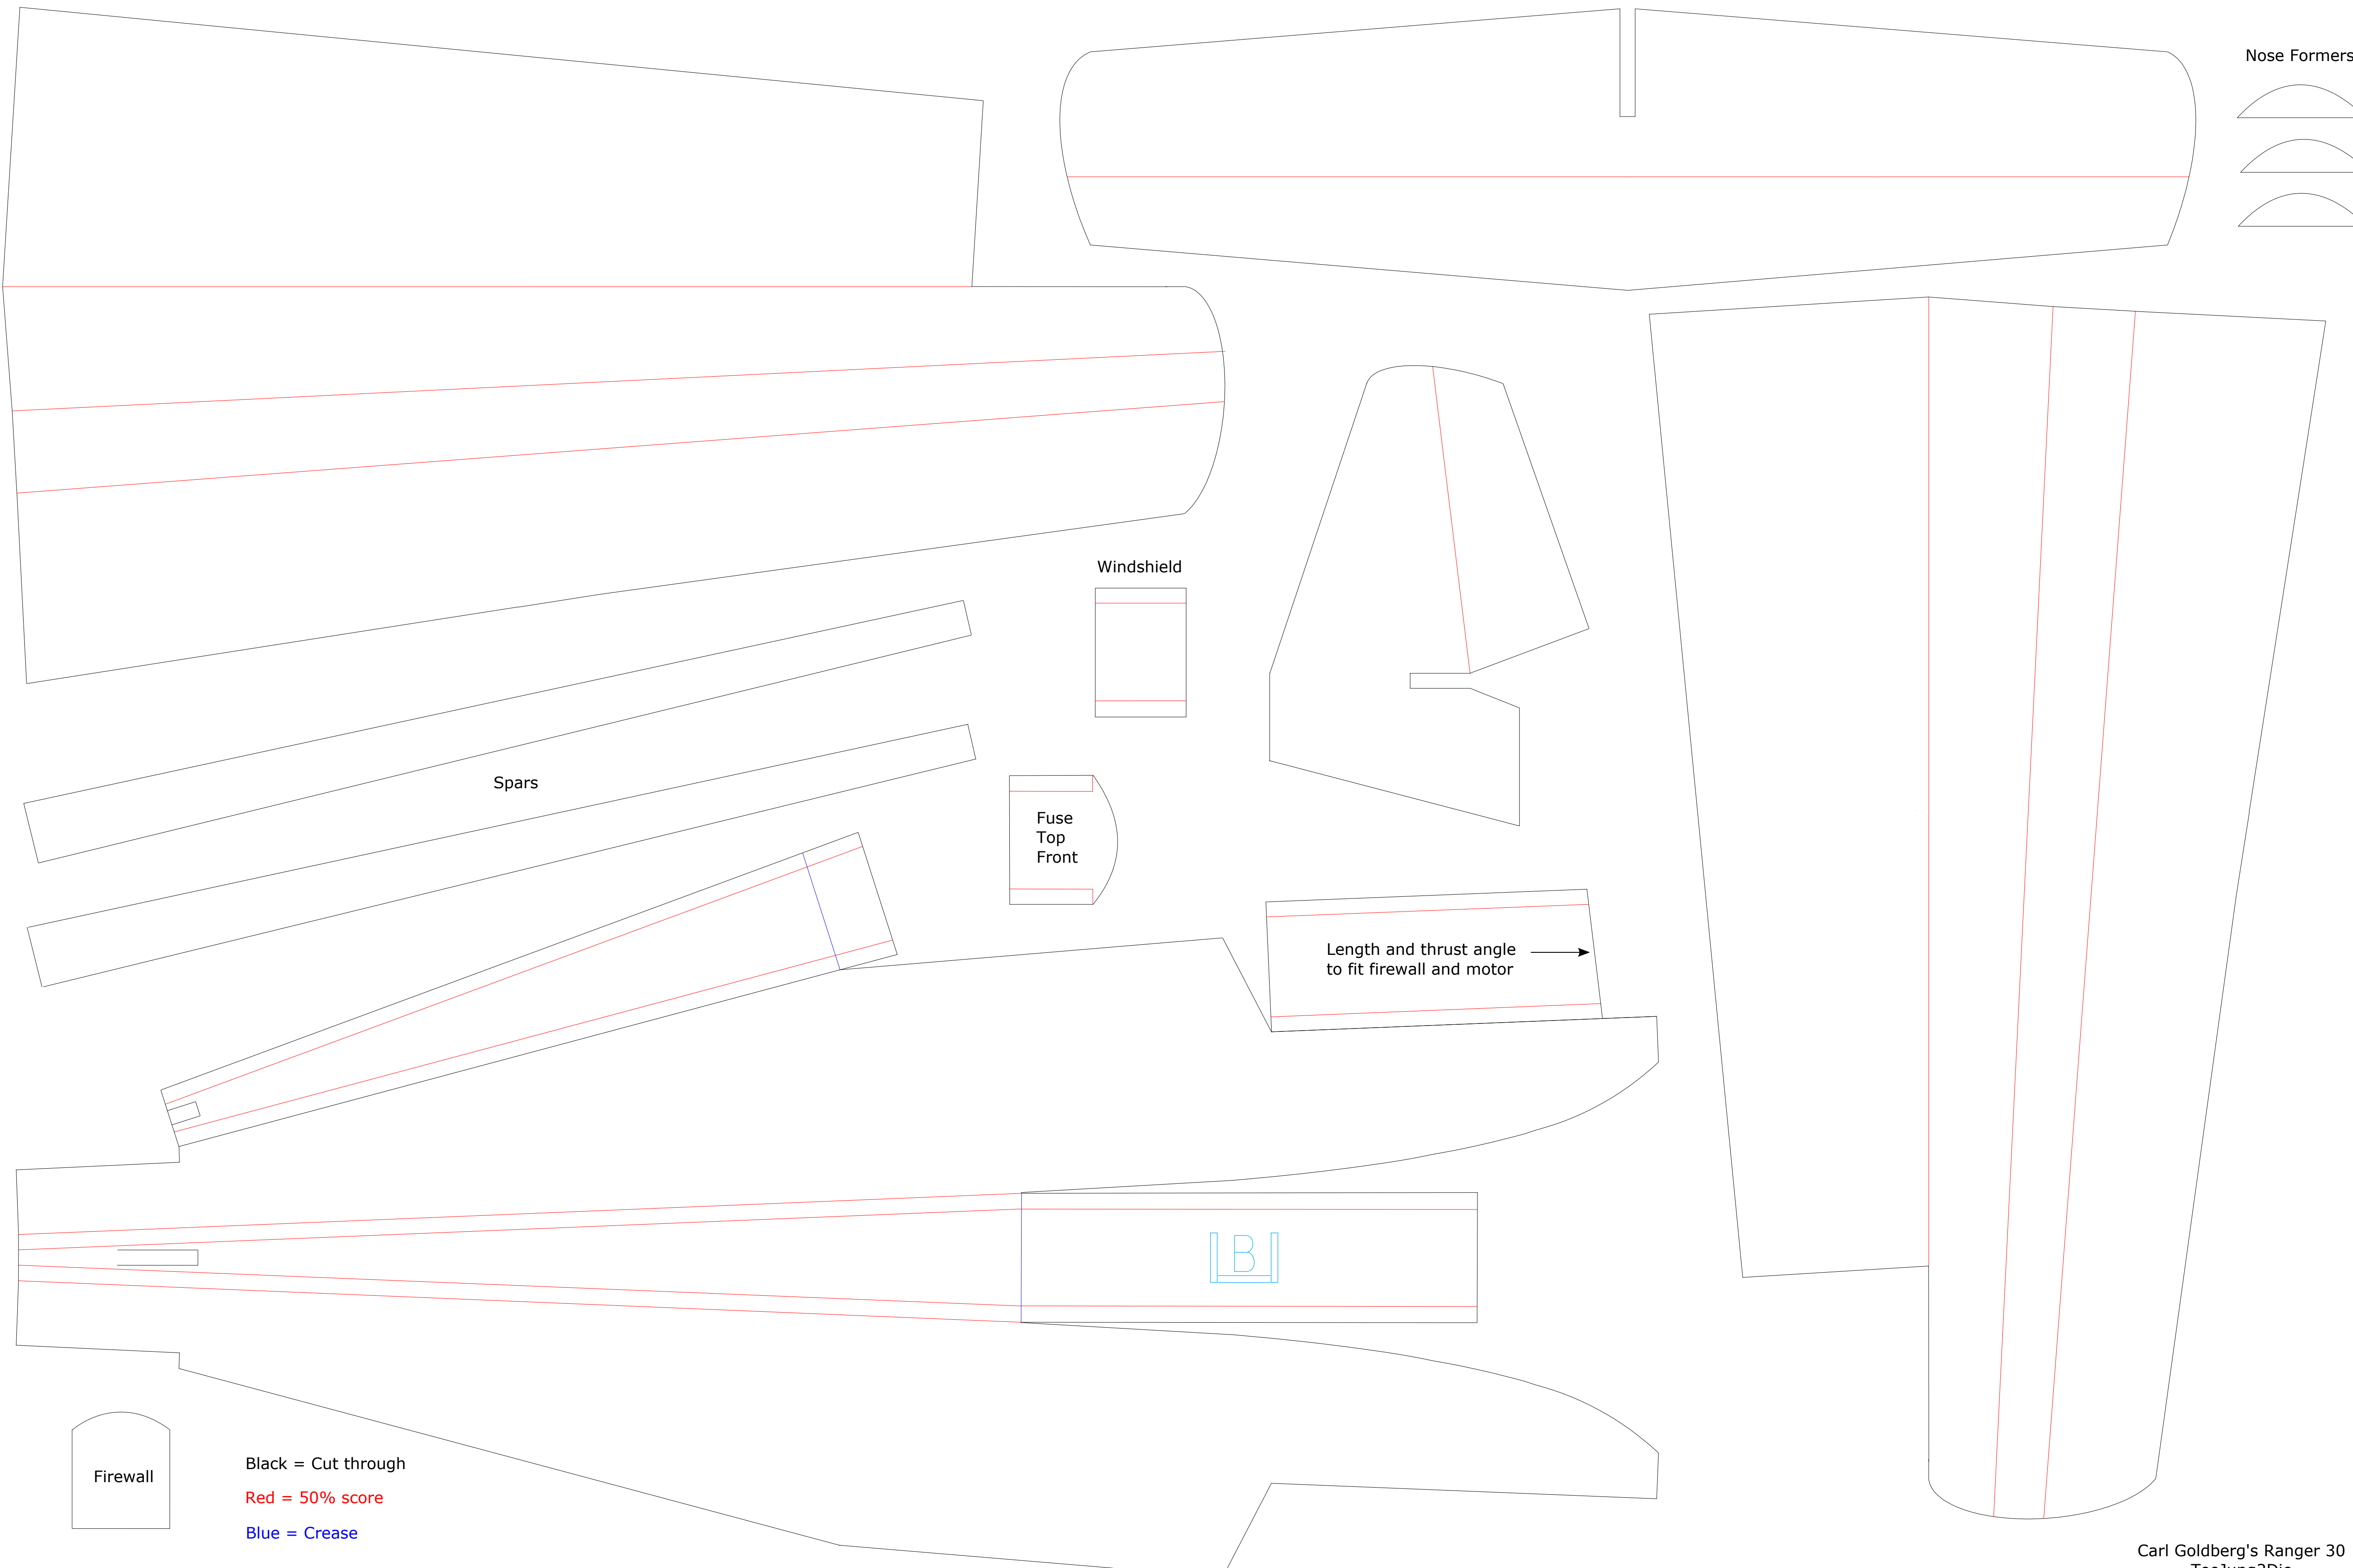 Nose Formers
Windshield
Spars
Fuse
Top
Front
Length and thrust angle
to fit firewall and motor
B
Firewall
Black = Cut through
Red = 50% score
Blue = Crease
Carl Goldberg's Ranger 30